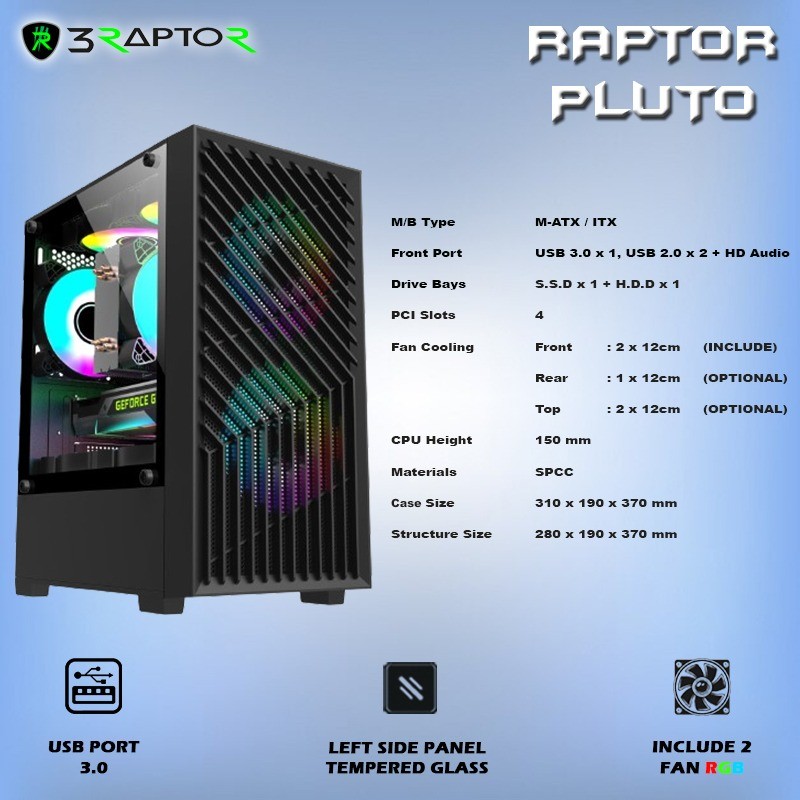 3RAPTOR
RAPTOR
PLUTO
M/B Type M-ATX / ITX
Front Port USB 3.0 x 1, USB 2.0 x 2 + HD Audio
Drive Bays S.S.D x 1 + H.D.D x 1
PCI Slots 4
Fan Cooling Front : 2 x 12cm (INCLUDE)
Rear : 1 x 12cm (OPTIONAL)
Top : 2 x 12cm (OPTIONAL)
GEFORCE G
CPU Height 150 mm
Materials SPCC
Case Size 310 x 190 x 370 mm
Structure Size 280 x 190 x 370 mm
USB PORT
3.0
LEFT SIDE PANEL
TEMPERED GLASS
INCLUDE 2
FAN RGB